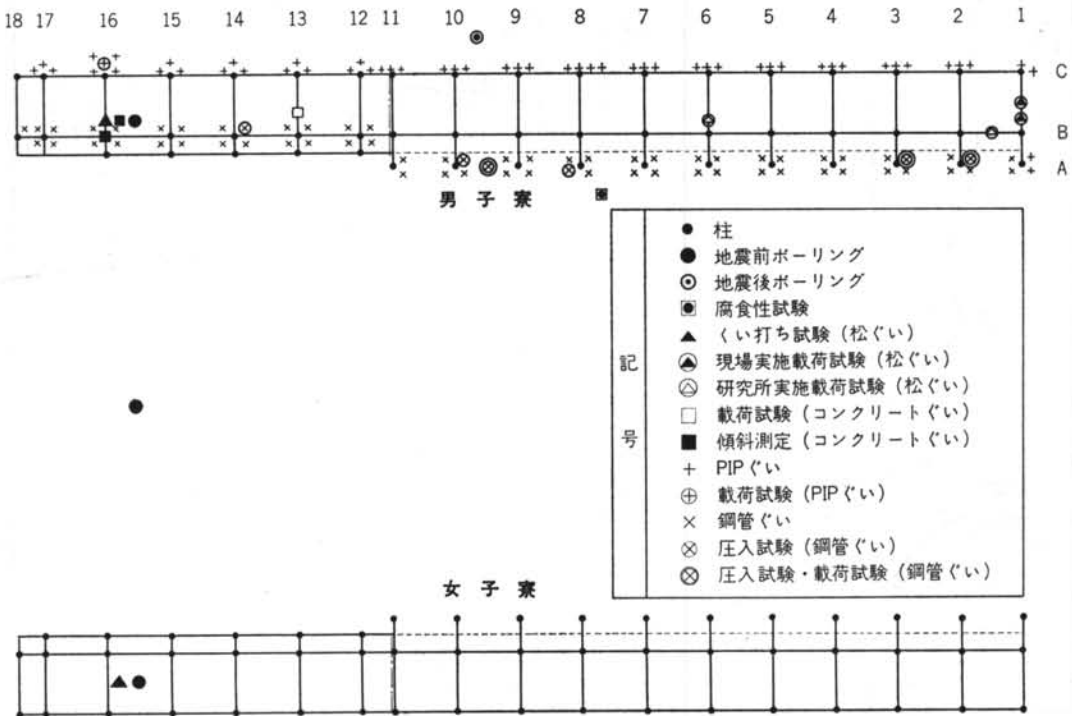 18 17 16 15 14 13 12 11 10 9 8 7 6 5 4 3 2 1
C
B
A
男子寮
記号
柱
地震前ボーリング
地震後ボーリング
腐食性試験
くい打ち試験(松ぐい)
現場実施載荷試験(松ぐい)
研究所実施載荷試験(松ぐい)
載荷試験(コンクリートぐい)
傾斜測定(コンクリートぐい)
PIPぐい
載荷試験(PIPぐい)
鋼管ぐい
圧入試験(鋼管ぐい)
圧入試験・載荷試験(鋼管ぐい)
女子寮